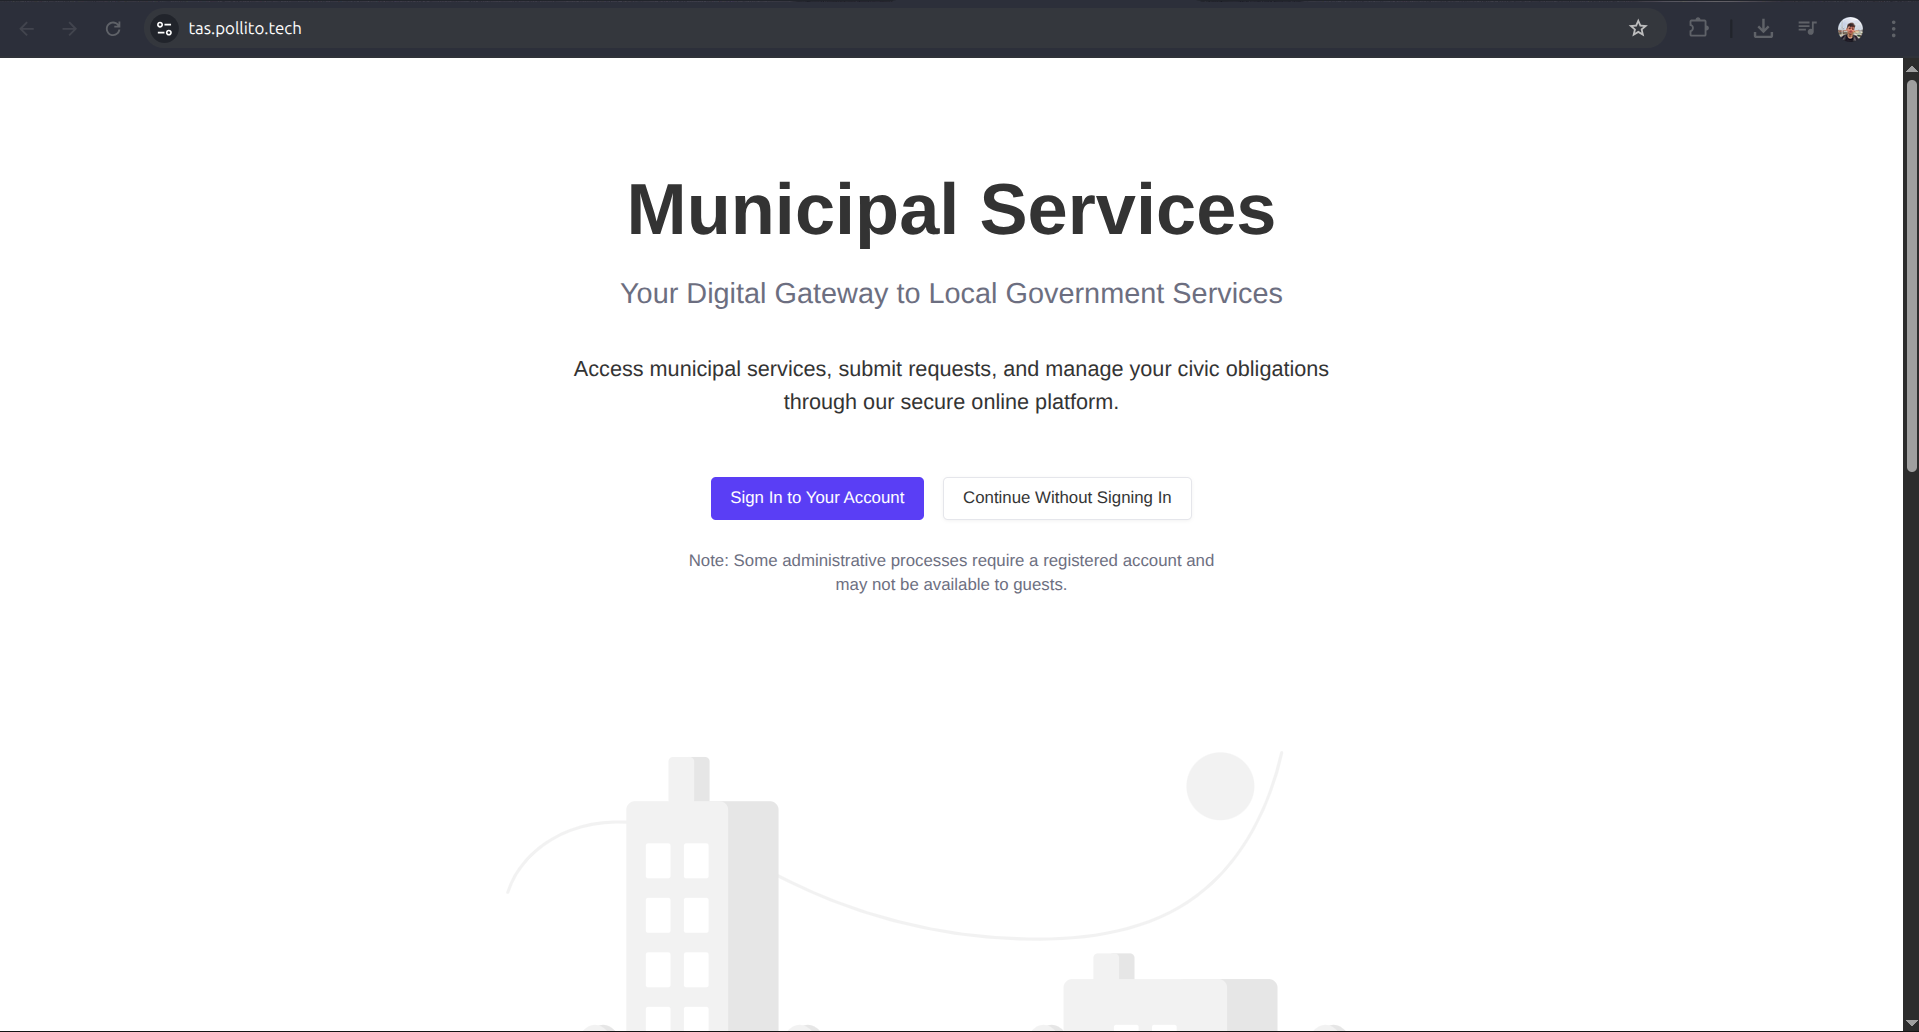 tas.pollito.tech
Municipal Services
Your Digital Gateway to Local Government Services
Access municipal services, submit requests, and manage your civic obligations
through our secure online platform.
Sign In to Your Account
Continue Without Signing In
Note: Some administrative processes require a registered account and
may not be available to guests.